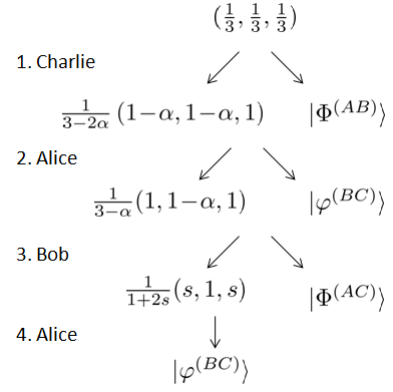 (1/3, 1/3, 1/3)
1. Charlie
1/(3−2α) (1−α, 1−α, 1) |Φ^(AB)⟩
2. Alice
1/(3−α) (1, 1−α, 1) |φ^(BC)⟩
3. Bob
1/(1+2s) (s, 1, s) |Φ^(AC)⟩
4. Alice
|φ^(BC)⟩